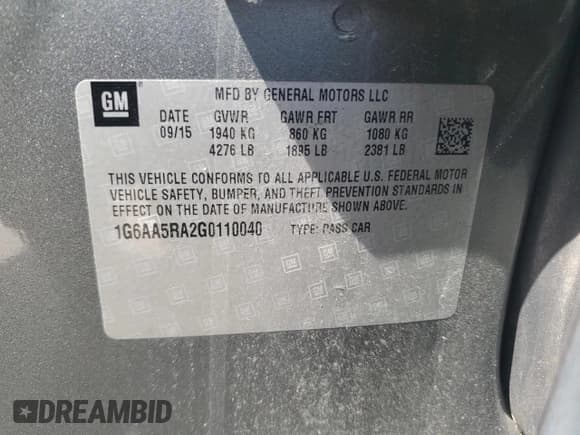 GM
MFD BY GENERAL MOTORS LLC
DATE GVWR GAWR FRT GAWR RR
09/15 1940 KG 860 KG 1080 KG
4276 LB 1895 LB 2381 LB
THIS VEHICLE CONFORMS TO ALL APPLICABLE U.S. FEDERAL MOTOR
VEHICLE SAFETY, BUMPER, AND THEFT PREVENTION STANDARDS IN
EFFECT ON THE DATE OF MANUFACTURE SHOWN ABOVE.
1G6AA5RA2G0110040 TYPE: PASS CAR
DREAMBID